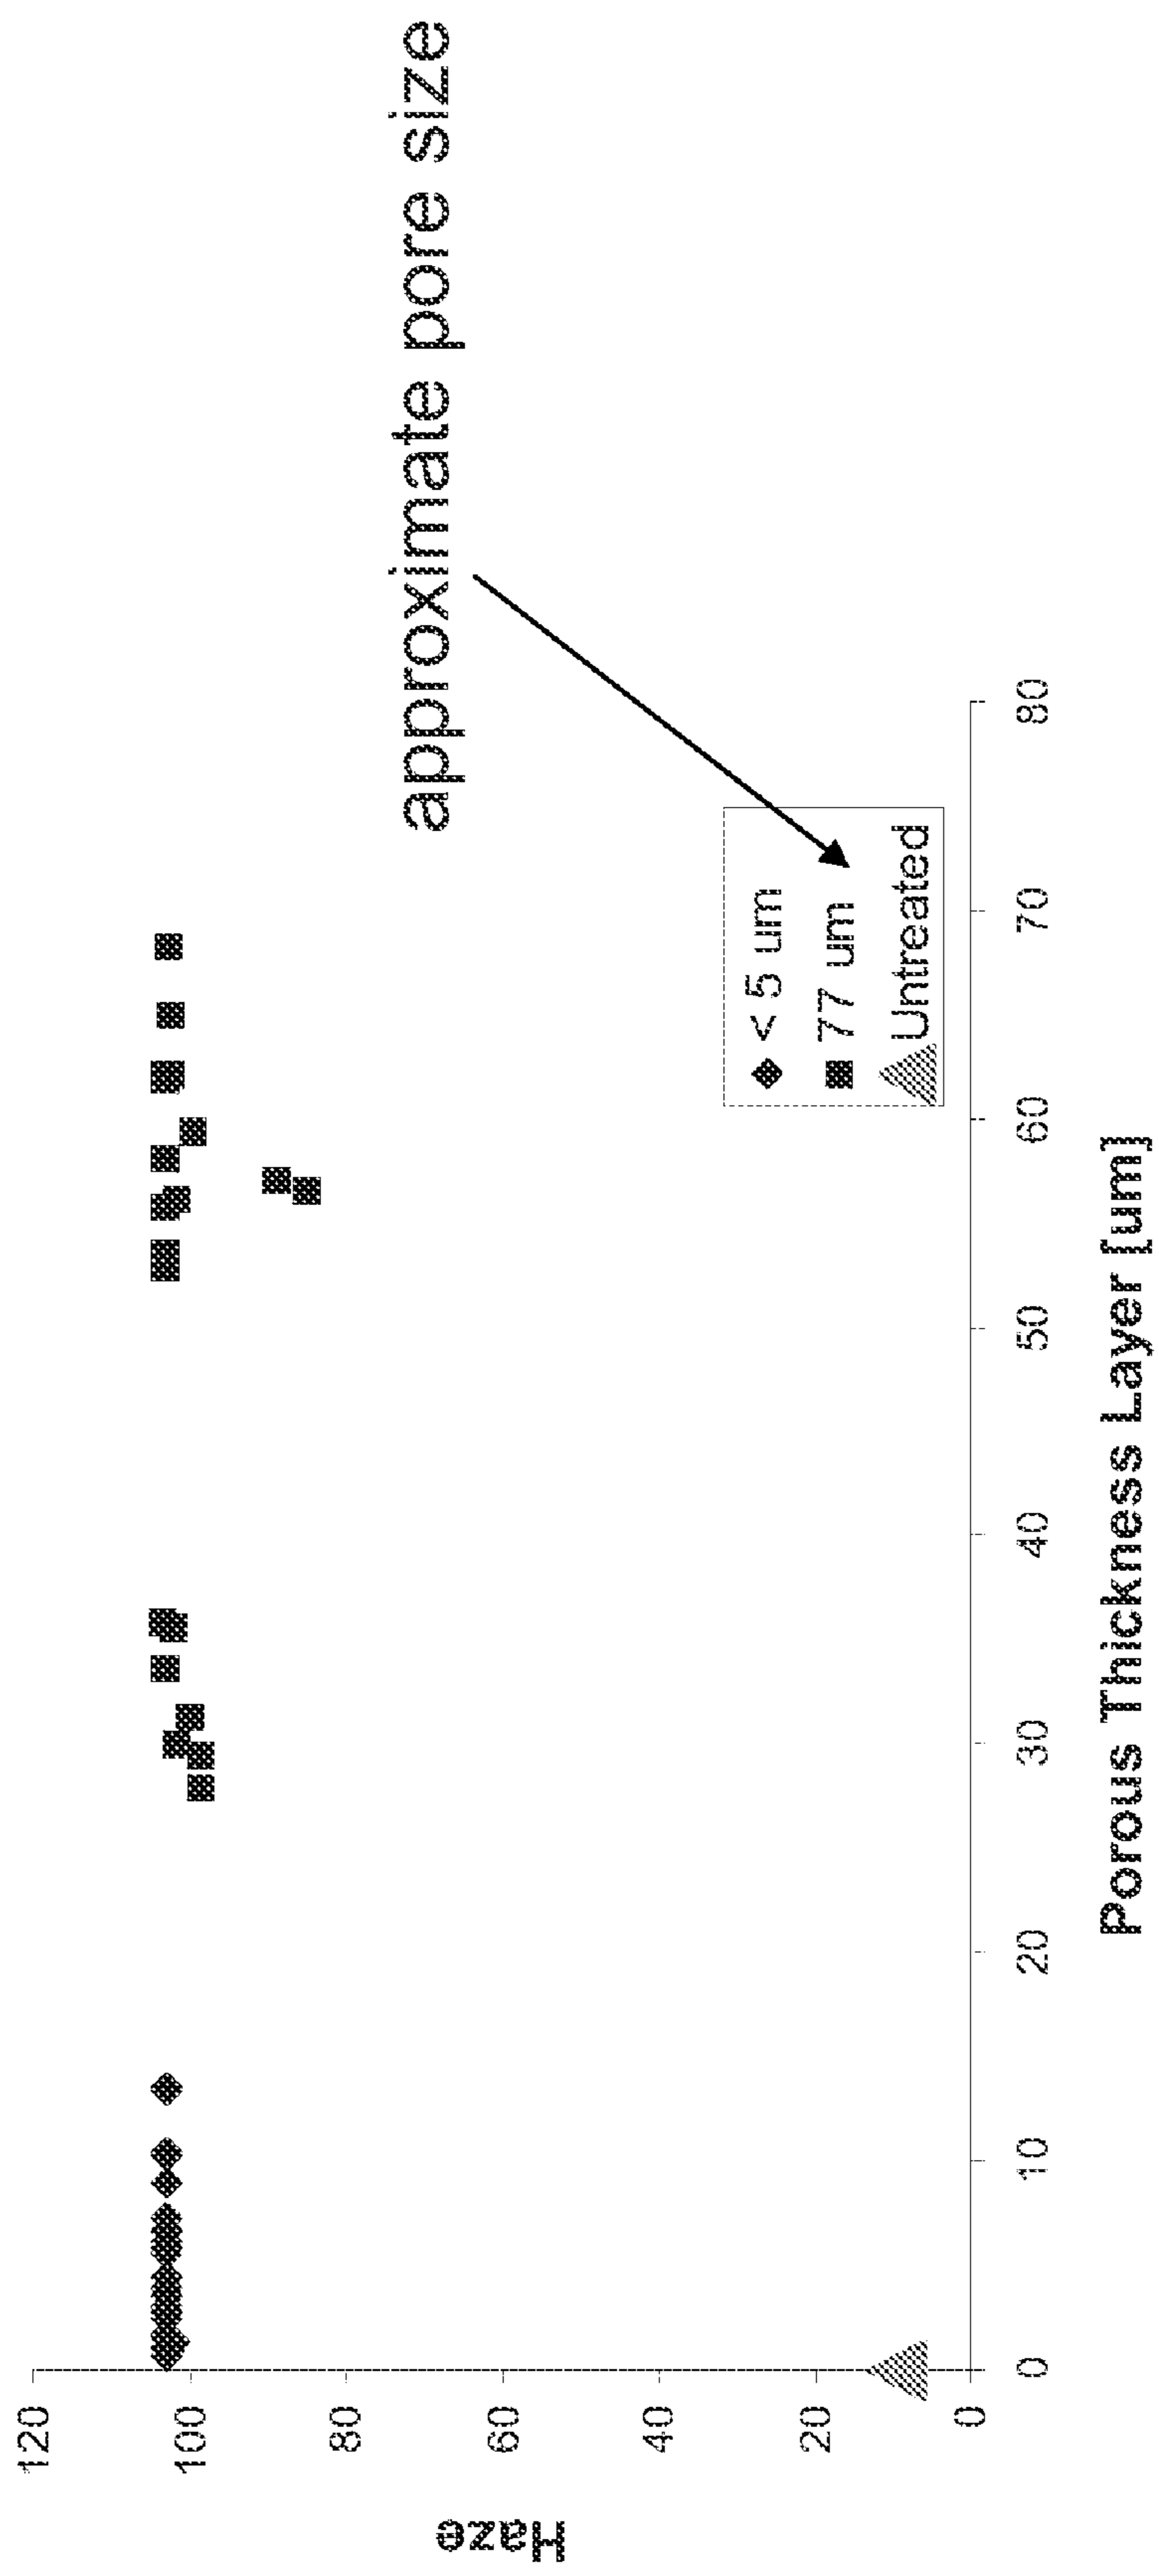 approximate pore size
Haze
120
100
80
60
40
20
0
< 5 um
77 um
Untreated
0
10
20
30
40
50
60
70
80
Porous Thickness Layer [um]